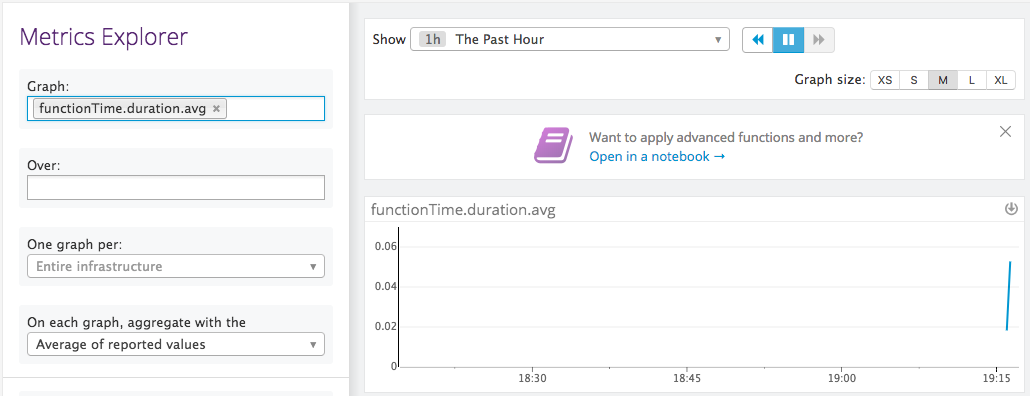 Metrics Explorer
Graph:
functionTime.duration.avg ×
Over:
One graph per:
Entire infrastructure
On each graph, aggregate with the
Average of reported values
Show 1h The Past Hour
Graph size: XS S M L XL
Want to apply advanced functions and more?
Open in a notebook →
functionTime.duration.avg
0.06
0.04
0.02
0
18:30 18:45 19:00 19:15